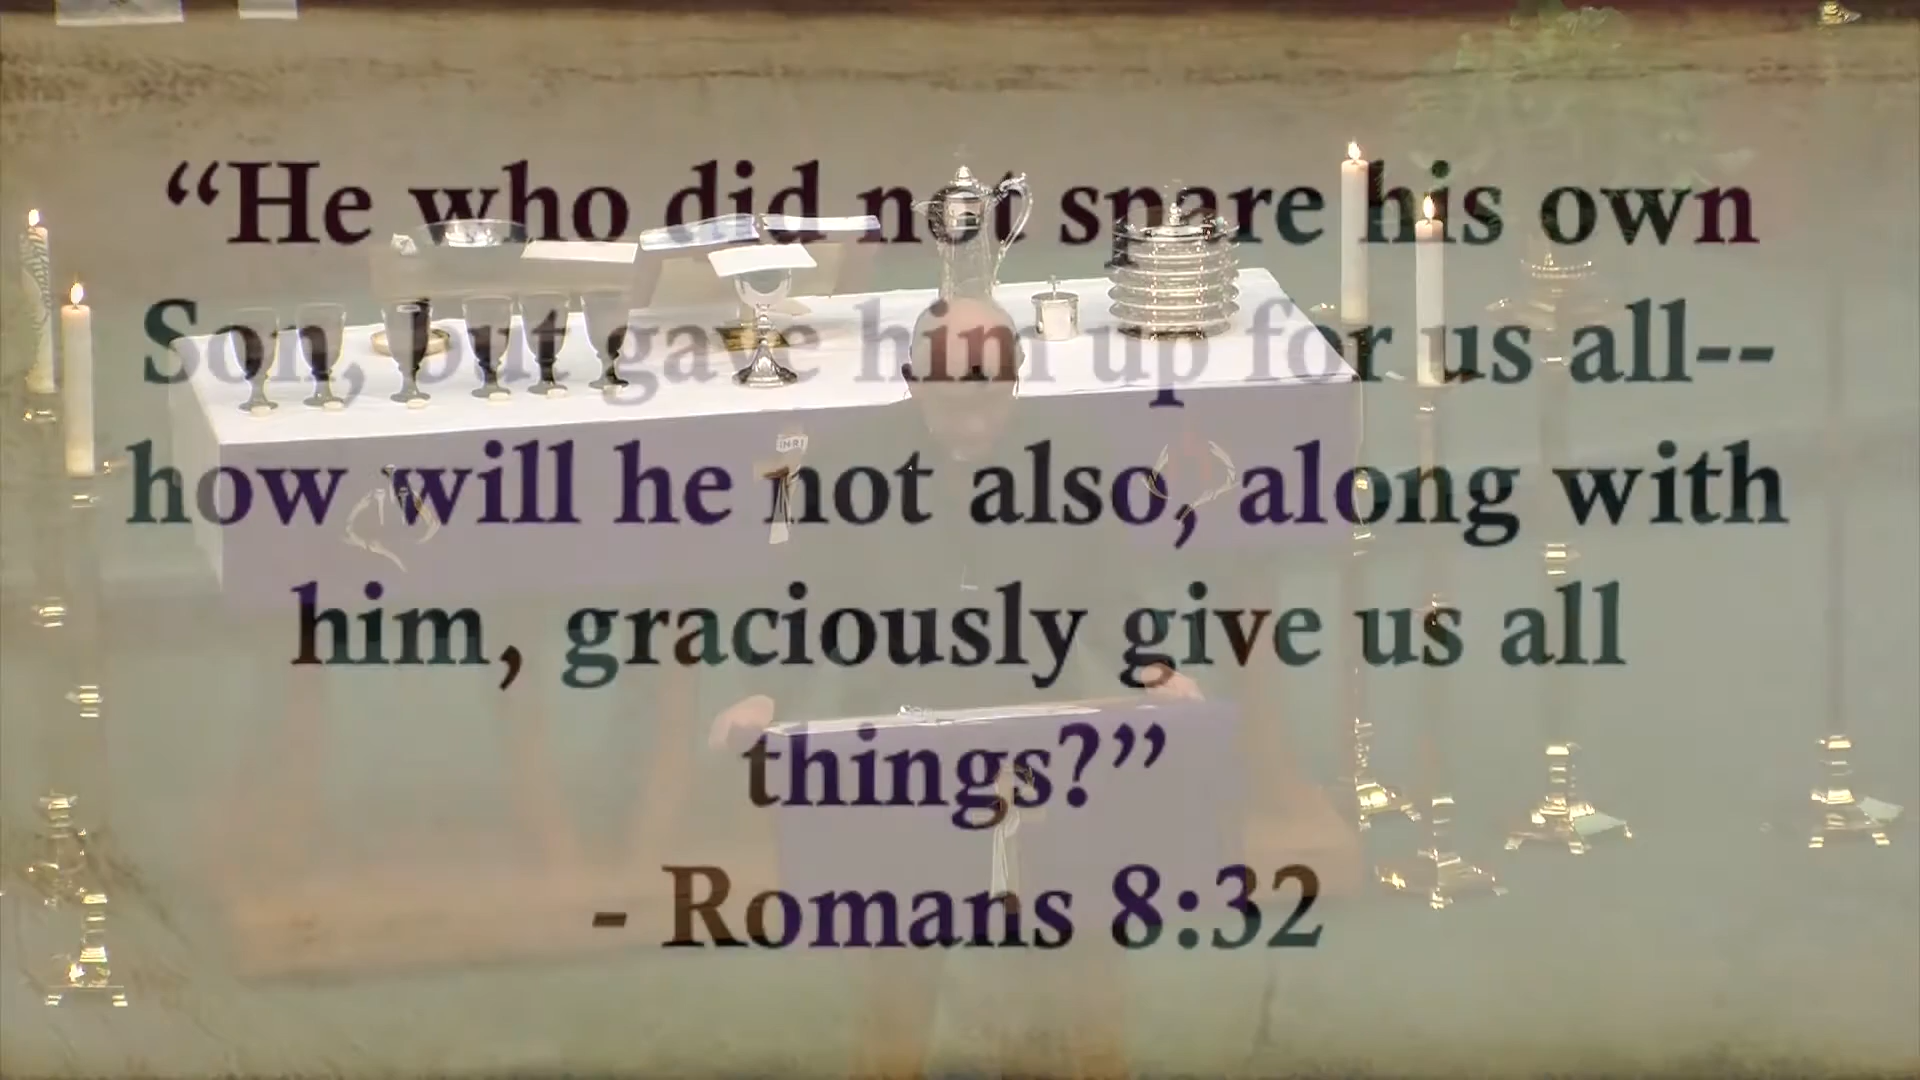 “He who did not spare his own
Son, but gave him up for us all--
how will he not also, along with
him, graciously give us all
things?”
- Romans 8:32
INRI